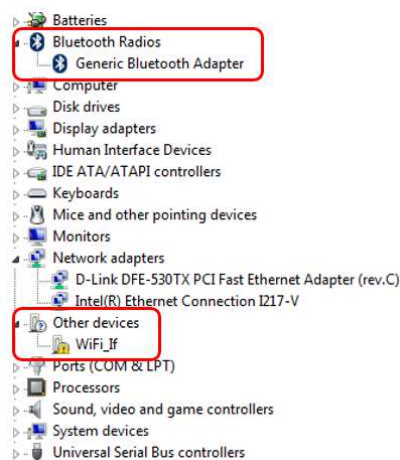 Batteries
Bluetooth Radios
Generic Bluetooth Adapter
Computer
Disk drives
Display adapters
Human Interface Devices
IDE ATA/ATAPI controllers
Keyboards
Mice and other pointing devices
Monitors
Network adapters
D-Link DFE-530TX PCI Fast Ethernet Adapter (rev.C)
Intel(R) Ethernet Connection I217-V
Other devices
WiFi_If
Ports (COM & LPT)
Processors
Sound, video and game controllers
System devices
Universal Serial Bus controllers